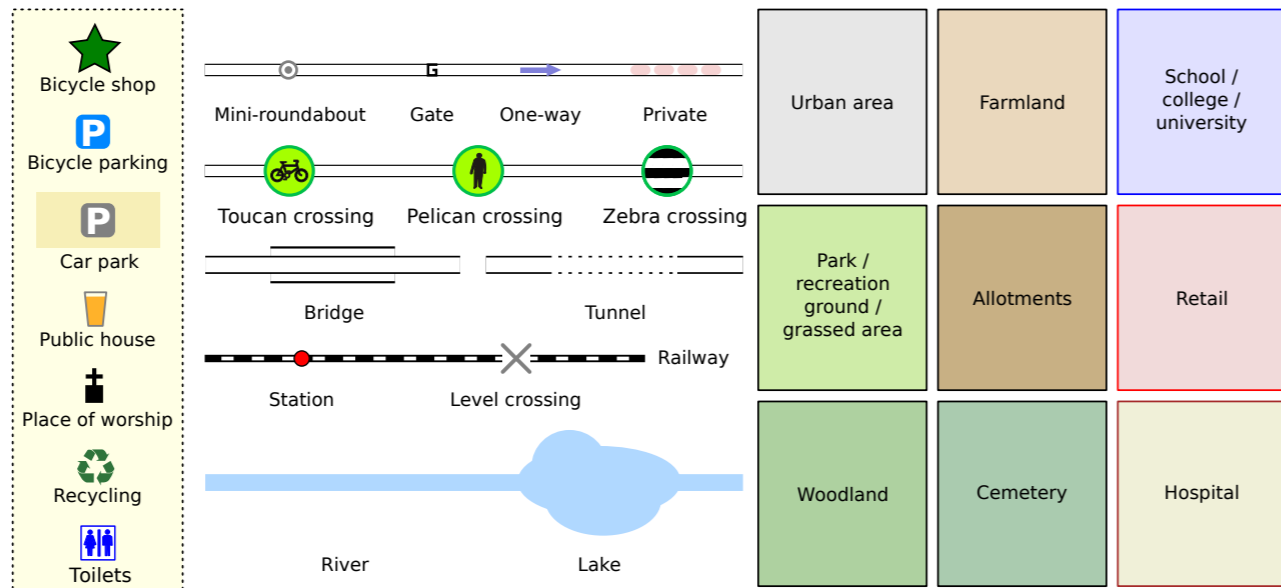 Bicycle shop
P
Bicycle parking
P
Car park
Public house
Place of worship
Recycling
Toilets
G
Mini-roundabout
Gate
One-way
Private
Toucan crossing
Pelican crossing
Zebra crossing
Bridge
Tunnel
Railway
Station
Level crossing
River
Lake
Urban area
Farmland
School /
college /
university
Park /
recreation
ground /
grassed area
Allotments
Retail
Woodland
Cemetery
Hospital